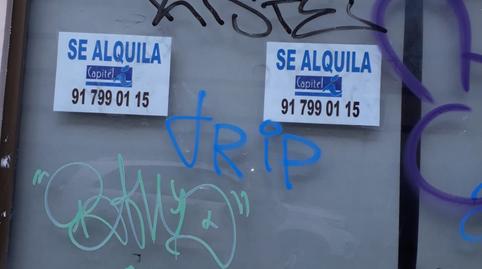 SE ALQUILA
Capitel
91 799 01 15
SE ALQUILA
Capitel
91 799 01 15
trip